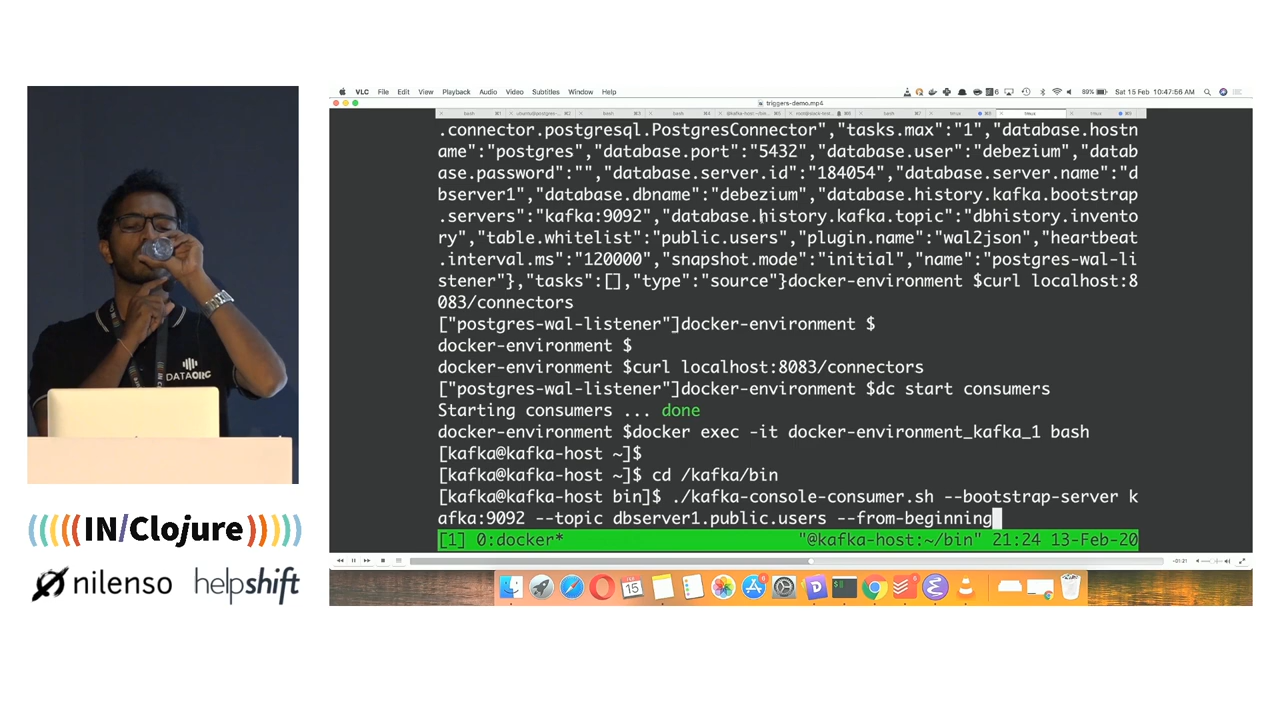 VLC File Edit View Playback Audio Video Subtitles Window Help
89% Sat 15 Feb 10:47:56 AM
triggers-demo.mp4
.connector.postgresql.PostgresConnector","tasks.max":"1","database.hostn
ame":"postgres","database.port":"5432","database.user":"debezium","datab
ase.password":"","database.server.id":"184054","database.server.name":"d
bserver1","database.dbname":"debezium","database.history.kafka.bootstrap
.servers":"kafka:9092","database.history.kafka.topic":"dbhistory.invento
ry","table.whitelist":"public.users","plugin.name":"wal2json","heartbeat
.interval.ms":"120000","snapshot.mode":"initial","name":"postgres-wal-li
stener"},"tasks":[],"type":"source"}docker-environment $curl localhost:8
083/connectors
["postgres-wal-listener"]docker-environment $
docker-environment $
docker-environment $curl localhost:8083/connectors
["postgres-wal-listener"]docker-environment $dc start consumers
Starting consumers ... done
docker-environment $docker exec -it docker-environment_kafka_1 bash
[kafka@kafka-host ~]$
[kafka@kafka-host ~]$ cd /kafka/bin
[kafka@kafka-host bin]$ ./kafka-console-consumer.sh --bootstrap-server k
afka:9092 --topic dbserver1.public.users --from-beginning
[1] 0:docker* "@kafka-host:~/bin" 21:24 13-Feb-20
-01:21
15
DATAORC
((((( IN/Clojure )))))
nilenso helpshift